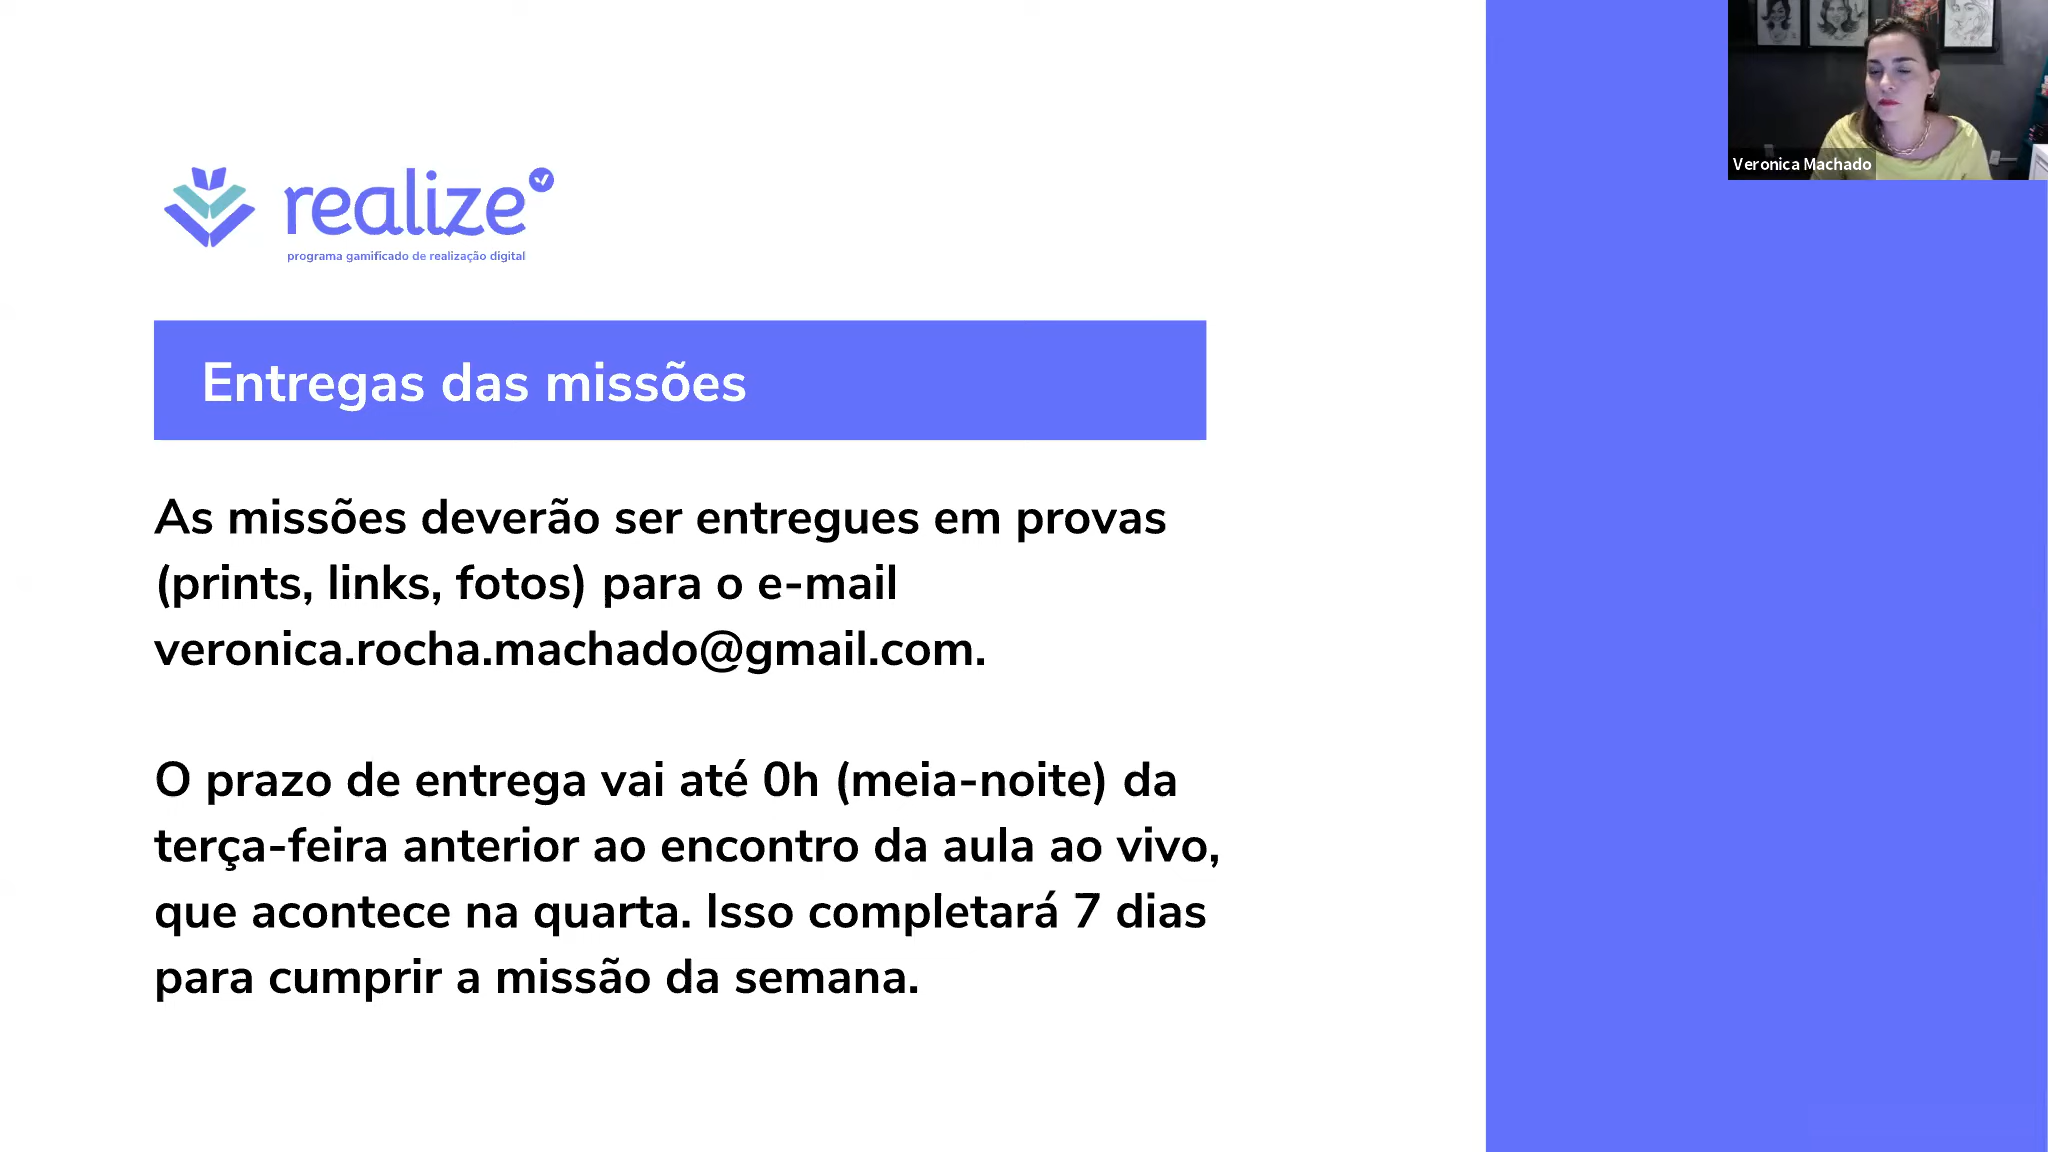 Veronica Machado
realize
programa gamificado de realização digital
Entregas das missões
As missões deverão ser entregues em provas
(prints, links, fotos) para o e-mail
veronica.rocha.machado@gmail.com.
O prazo de entrega vai até 0h (meia-noite) da
terça-feira anterior ao encontro da aula ao vivo,
que acontece na quarta. Isso completará 7 dias
para cumprir a missão da semana.